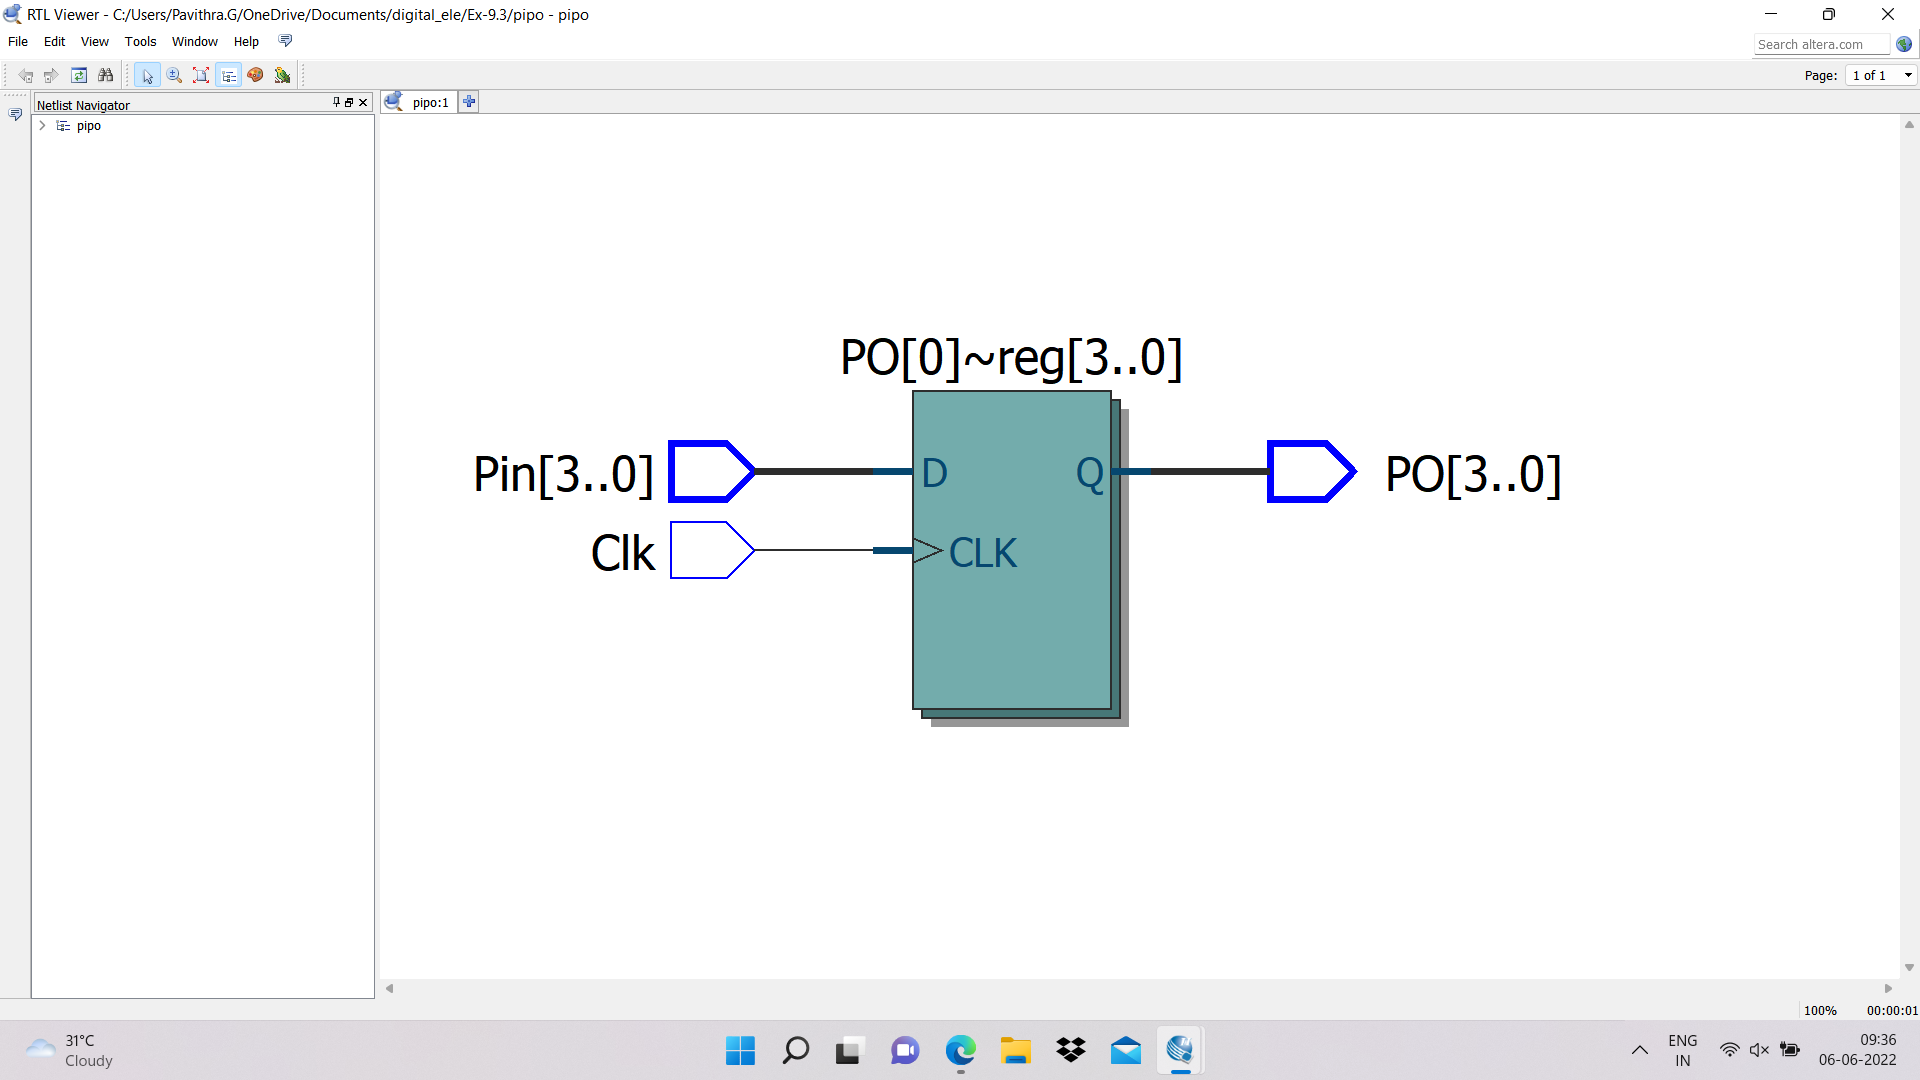 RTL Viewer - C:/Users/Pavithra.G/OneDrive/Documents/digital_ele/Ex-9.3/pipo - pipo
File Edit View Tools Window Help
Search altera.com
Page: 1 of 1
Netlist Navigator
pipo:1
pipo
PO[0]~reg[3..0]
Pin[3..0]
D
Q
PO[3..0]
Clk
CLK
100%
00:00:01
31°C
Cloudy
ENG
IN
09:36
06-06-2022